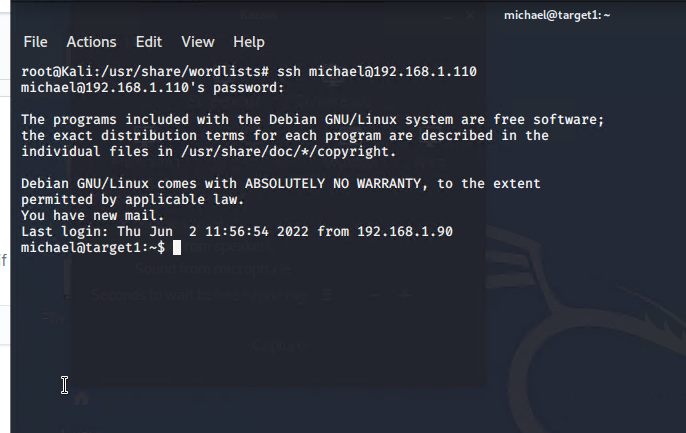 michael@target1: ~
File Actions Edit View Help
root@Kali:/usr/share/wordlists# ssh michael@192.168.1.110
michael@192.168.1.110's password:
The programs included with the Debian GNU/Linux system are free software;
the exact distribution terms for each program are described in the
individual files in /usr/share/doc/*/copyright.
Debian GNU/Linux comes with ABSOLUTELY NO WARRANTY, to the extent
permitted by applicable law.
You have new mail.
Last login: Thu Jun  2 11:56:54 2022 from 192.168.1.90
michael@target1:~$